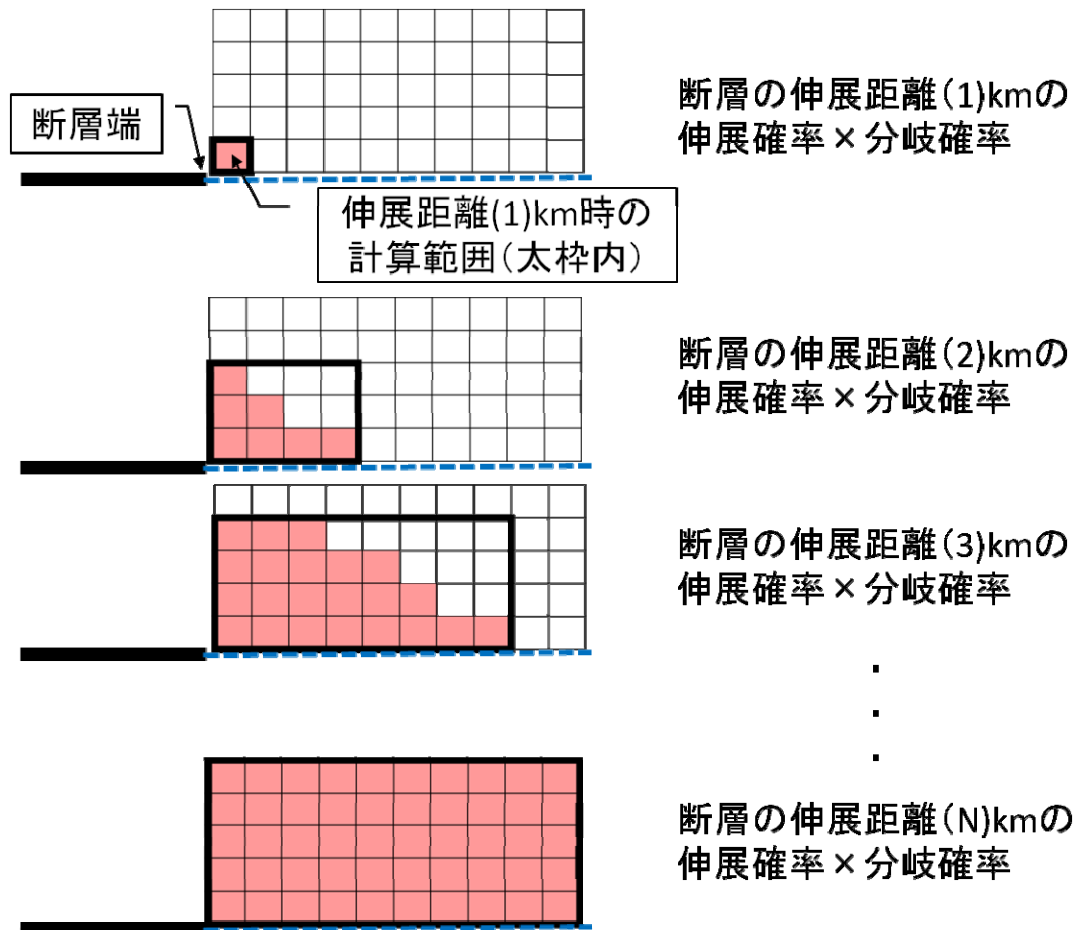 断層の伸展距離(1)kmの
伸展確率×分岐確率
断層端
伸展距離(1)km時の
計算範囲(太枠内)
断層の伸展距離(2)kmの
伸展確率×分岐確率
断層の伸展距離(3)kmの
伸展確率×分岐確率
・
・
・
断層の伸展距離(N)kmの
伸展確率×分岐確率